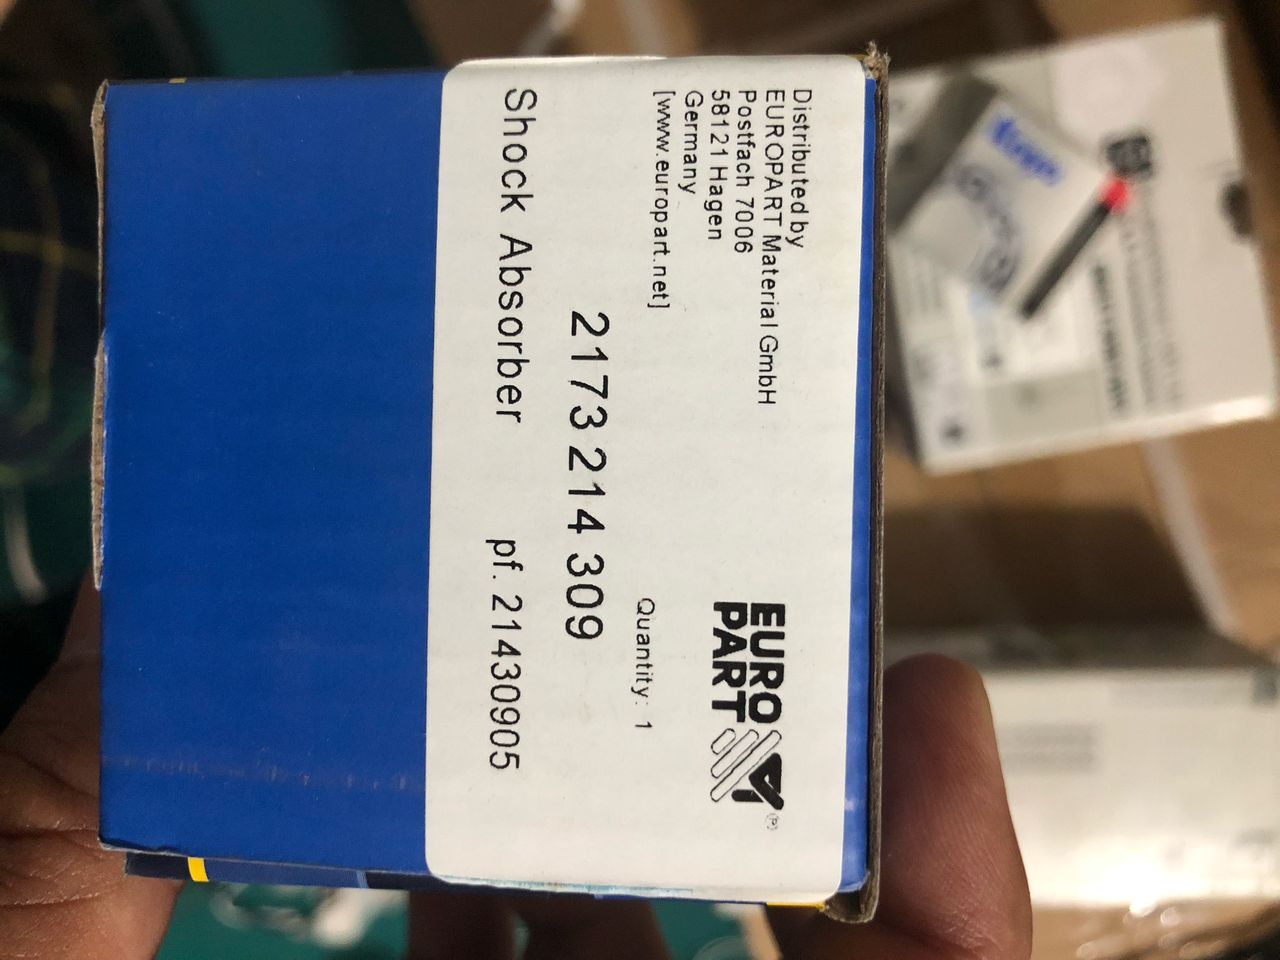 Distributed by
EUROPART Material GmbH
Postfach 7006
58121 Hagen
Germany
[www.europart.net]
EURO
PART
®
Quantity: 1
2173 214 309
Shock Absorber pf. 21430905